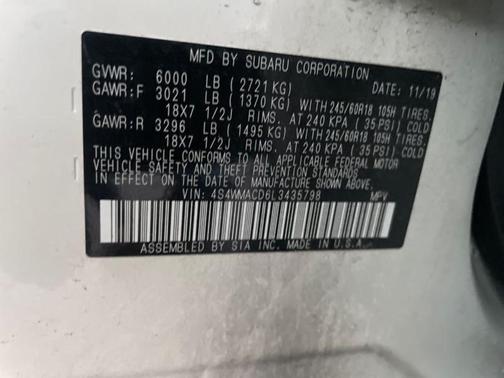 MFD BY SUBARU CORPORATION
GVWR: 6000 LB (2721 KG) DATE: 11/19
GAWR:F 3021 LB (1370 KG) WITH 245/60R18 105H TIRES.
18X7 1/2J RIMS. AT 240 KPA (35 PSI) COLD
GAWR:R 3296 LB (1495 KG) WITH 245/60R18 105H TIRES.
18X7 1/2J RIMS. AT 240 KPA (35 PSI) COLD
THIS VEHICLE CONFORMS TO ALL APPLICABLE FEDERAL MOTOR
VEHICLE SAFETY AND THEFT PREVENTION STANDARDS
IN EFFECT ON THE DATE OF MANUFACTURE SHOWN ABOVE.
VIN: 4S4WMACD6L3435798 MPV
ASSEMBLED BY SIA INC. MADE IN U.S.A.